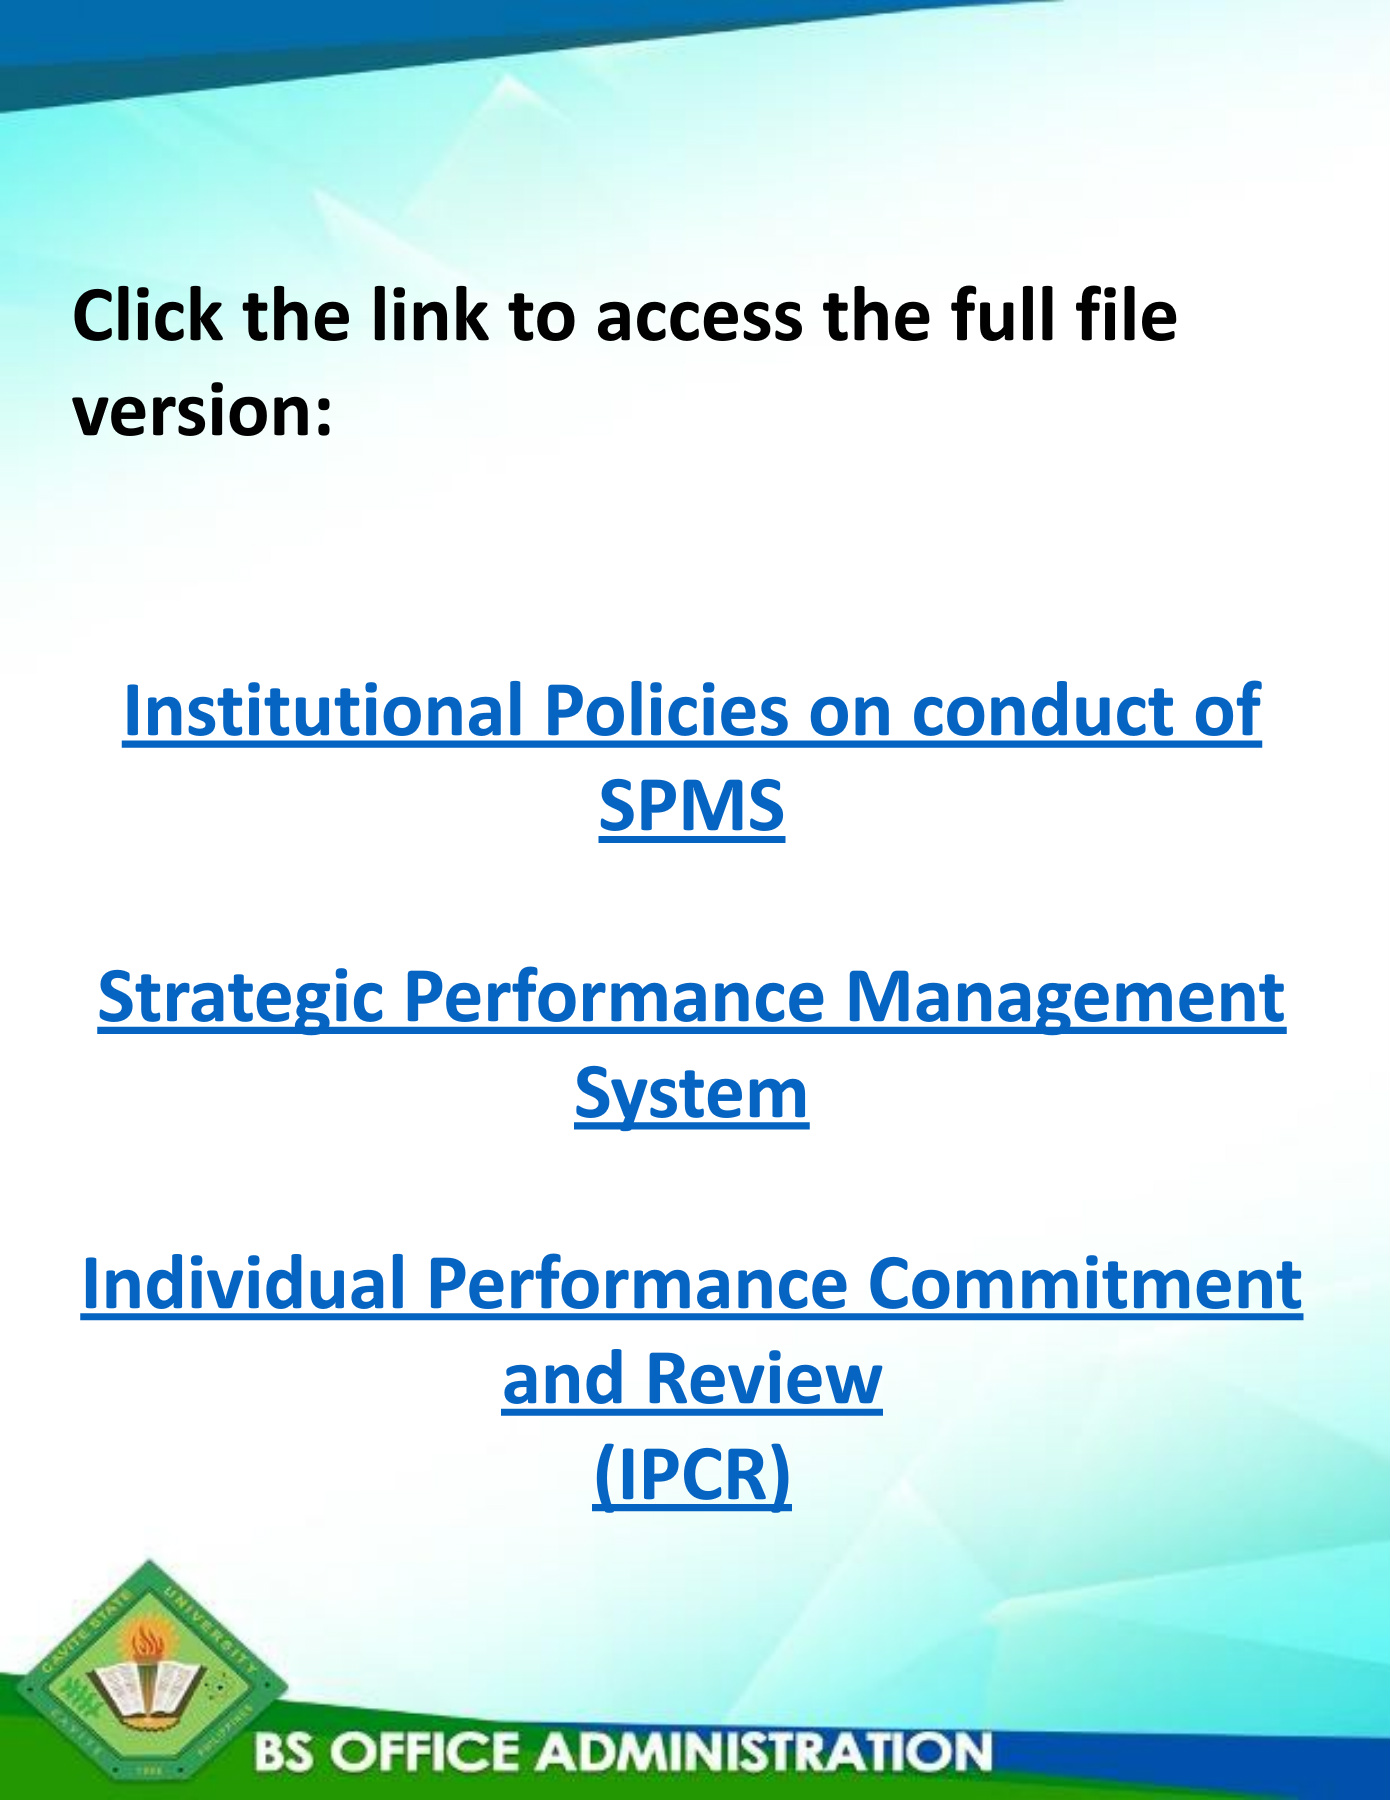 Click the link to access the full file
version:
Institutional Policies on conduct of
SPMS
Strategic Performance Management
System
Individual Performance Commitment
and Review
(IPCR)
CAVITE STATE UNIVERSITY
CAVITE PHILIPPINES
BS OFFICE ADMINISTRATION